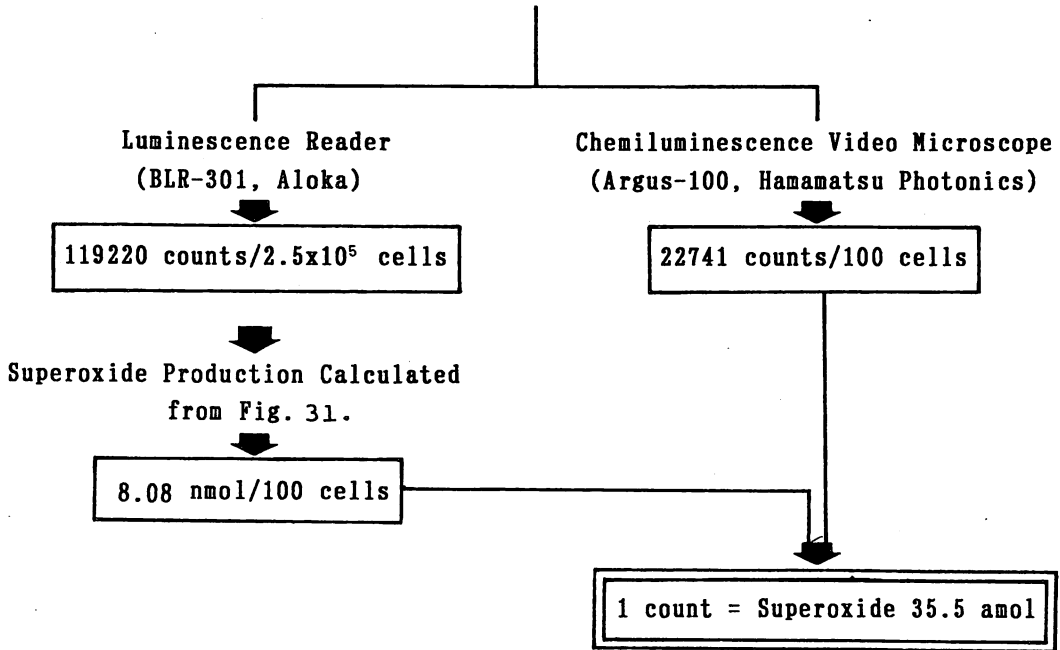 Luminescence Reader
(BLR-301, Aloka)
119220 counts/2.5x10⁵ cells
Superoxide Production Calculated
from Fig. 31.
8.08 nmol/100 cells
Chemiluminescence Video Microscope
(Argus-100, Hamamatsu Photonics)
22741 counts/100 cells
1 count = Superoxide 35.5 amol